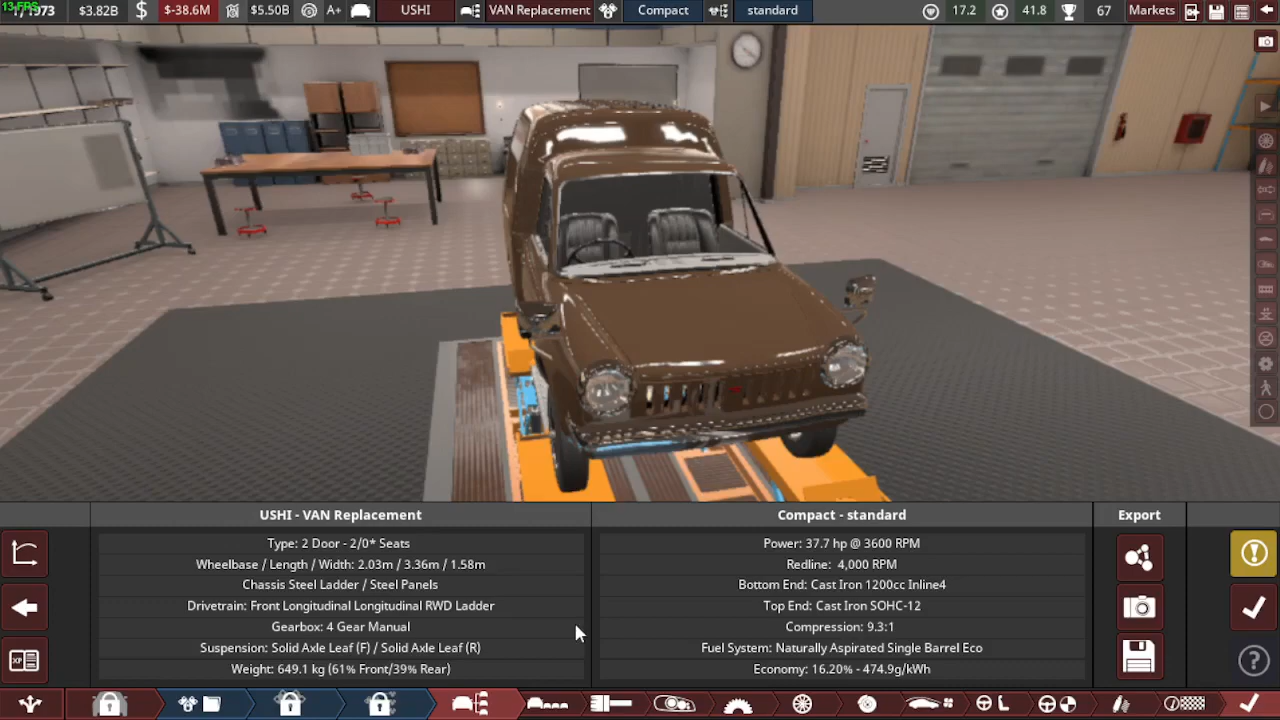 13 FPS
1 / 1973 $3.82B $ $-38.6M $5.50B A+ USHI VAN Replacement Compact standard 17.2 41.8 67 Markets
USHI - VAN Replacement
Type: 2 Door - 2/0* Seats
Wheelbase / Length / Width: 2.03m / 3.36m / 1.58m
Chassis Steel Ladder / Steel Panels
Drivetrain: Front Longitudinal Longitudinal RWD Ladder
Gearbox: 4 Gear Manual
Suspension: Solid Axle Leaf (F) / Solid Axle Leaf (R)
Weight: 649.1 kg (61% Front/39% Rear)
Compact - standard
Power: 37.7 hp @ 3600 RPM
Redline: 4,000 RPM
Bottom End: Cast Iron 1200cc Inline4
Top End: Cast Iron SOHC-12
Compression: 9.3:1
Fuel System: Naturally Aspirated Single Barrel Eco
Economy: 16.20% - 474.9g/kWh
Export
XP